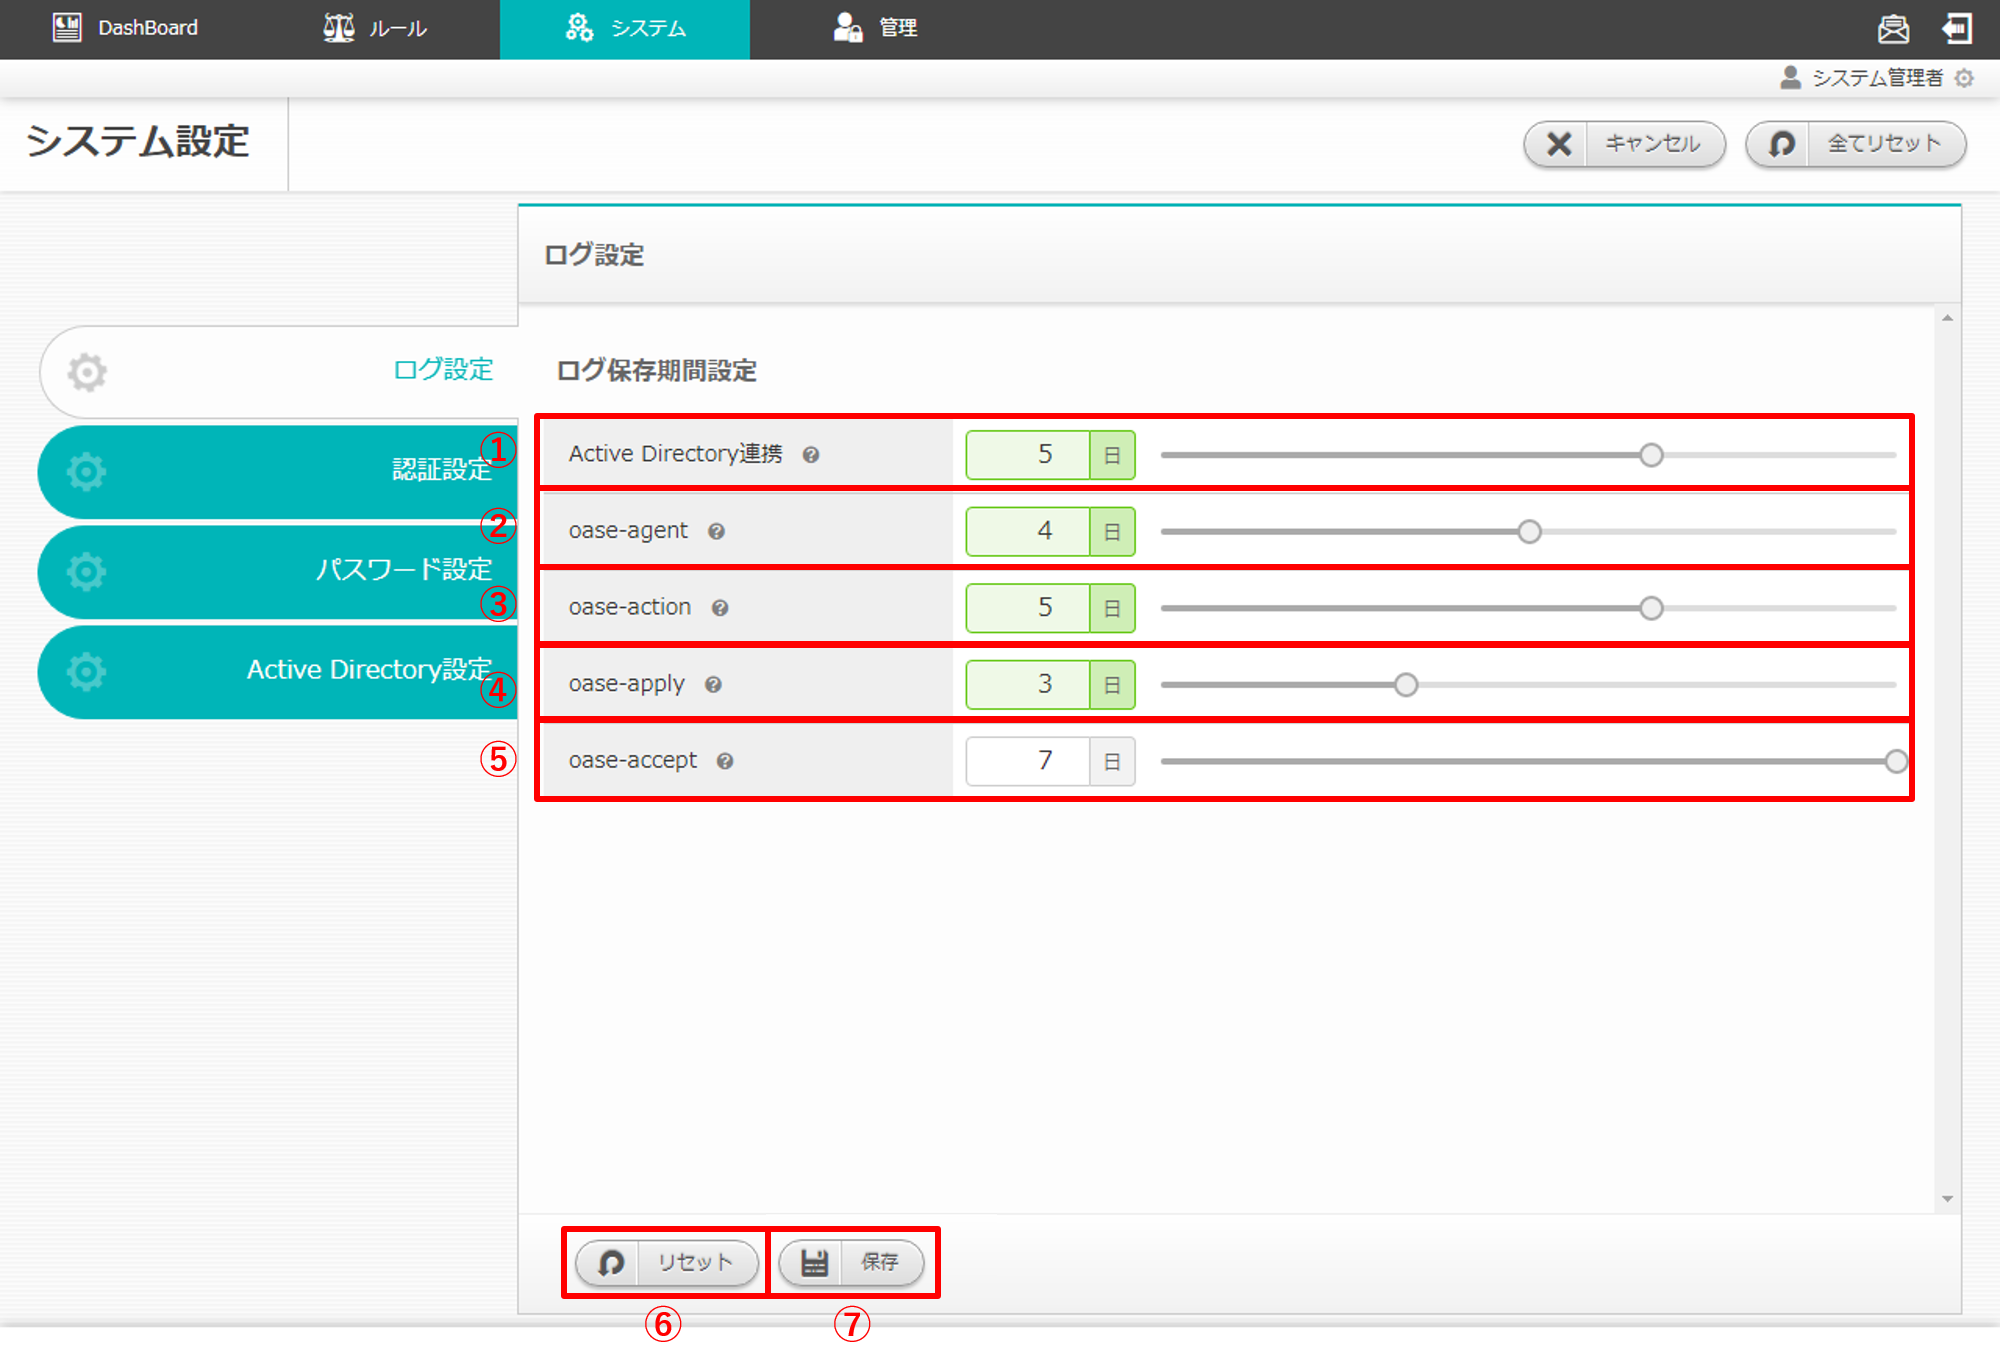 DashBoard ルール システム 管理
システム管理者
システム設定 キャンセル 全てリセット
ログ設定
ログ設定
認証設定
パスワード設定
Active Directory設定
ログ保存期間設定
① Active Directory連携 5 日
② oase-agent 4 日
③ oase-action 5 日
④ oase-apply 3 日
⑤ oase-accept 7 日
リセット 保存
⑥ ⑦